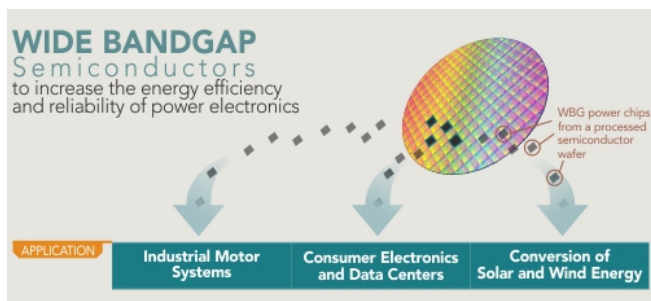 WIDE BANDGAP
Semiconductors
to increase the energy efficiency
and reliability of power electronics
WBG power chips
from a processed
semiconductor
wafer
APPLICATION
Industrial Motor
Systems
Consumer Electronics
and Data Centers
Conversion of
Solar and Wind Energy